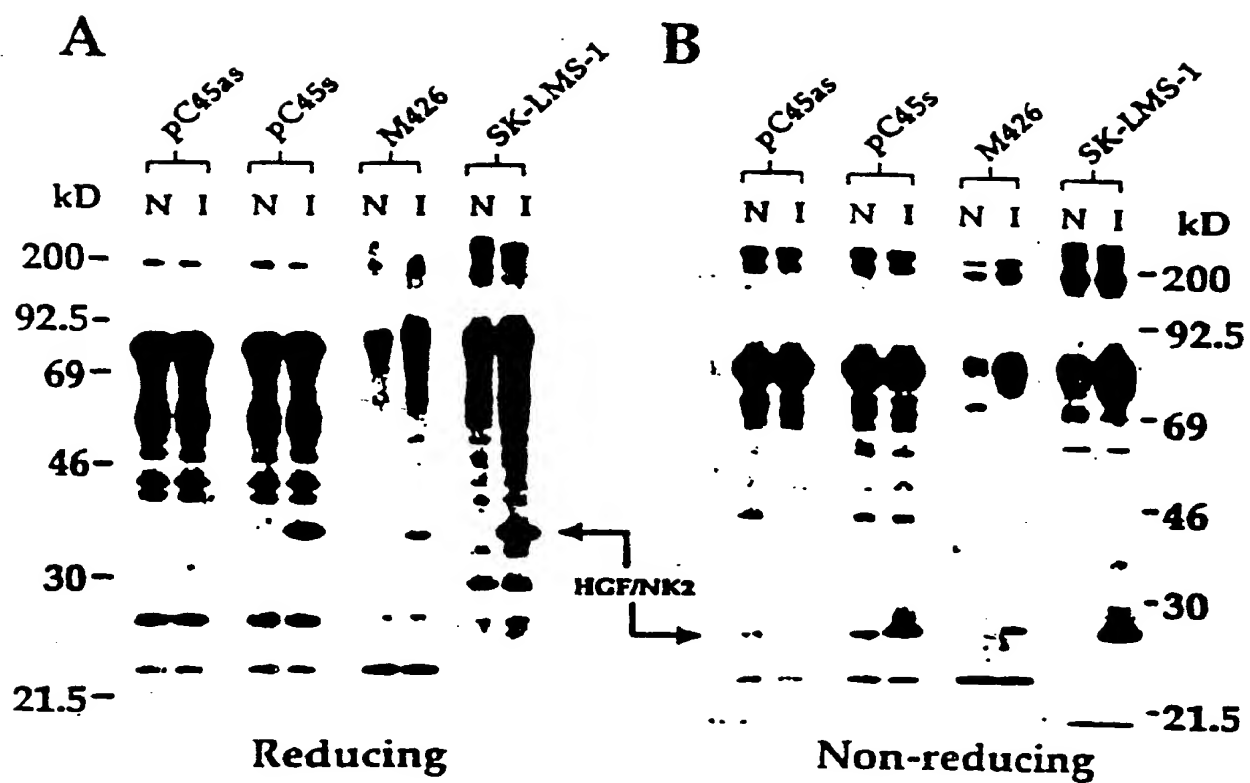 A
pC45as pC45s M426 SK-LMS-1
kD N I N I N I N I
200-
92.5-
69-
46-
30-
21.5-
Reducing
HGF/NK2
B
pC45as pC45s M426 SK-LMS-1
N I N I N I N I kD
-200
-92.5
-69
-46
-30
-21.5
Non-reducing